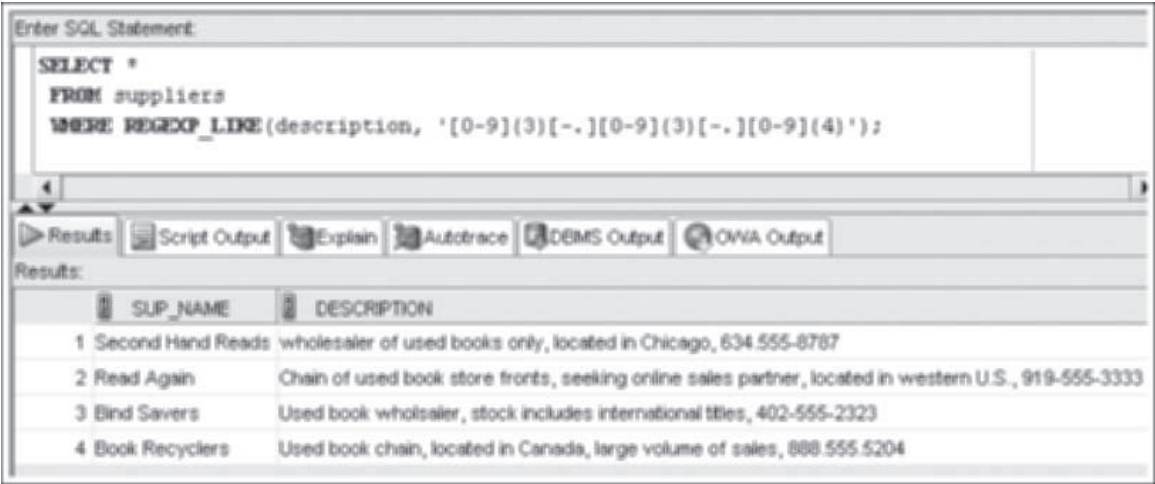 Enter SQL Statement:
SELECT *
FROM suppliers
WHERE REGEXP_LIKE(description, '[0-9]{3}[-.][0-9]{3}[-.][0-9]{4}');
Results Script Output Explain Autotrace DBMS Output OWA Output
Results:
SUP_NAME DESCRIPTION
1 Second Hand Reads wholesaler of used books only, located in Chicago, 634.555-8787
2 Read Again Chain of used book store fronts, seeking online sales partner, located in western U.S., 919-555-3333
3 Bind Savers Used book wholsaler, stock includes international titles, 402-555-2323
4 Book Recyclers Used book chain, located in Canada, large volume of sales, 888.555.5204